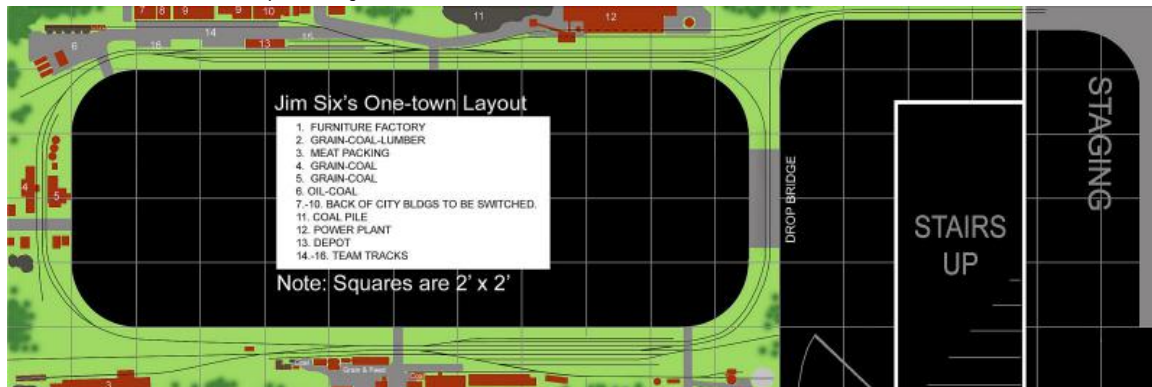 7 8 9 9 10
11
12
14
6
16
13
15
Jim Six's One-town Layout
1. FURNITURE FACTORY
2. GRAIN-COAL-LUMBER
3. MEAT PACKING
4. GRAIN-COAL
5. GRAIN-COAL
6. OIL-COAL
7.-10. BACK OF CITY BLDGS TO BE SWITCHED.
11. COAL PILE
12. POWER PLANT
13. DEPOT
14.-16. TEAM TRACKS
Note: Squares are 2' x 2'
4
5
DROP BRIDGE
STAIRS
UP
STAGING
Grain & Feed
3